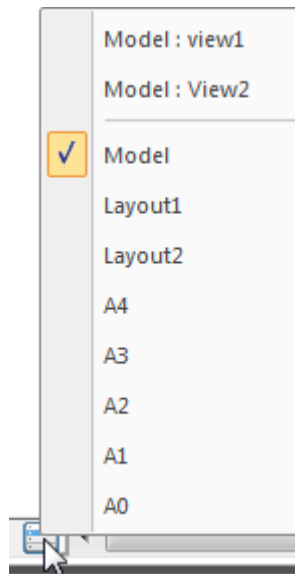 Model : view1
Model : View2
Model
Layout1
Layout2
A4
A3
A2
A1
A0